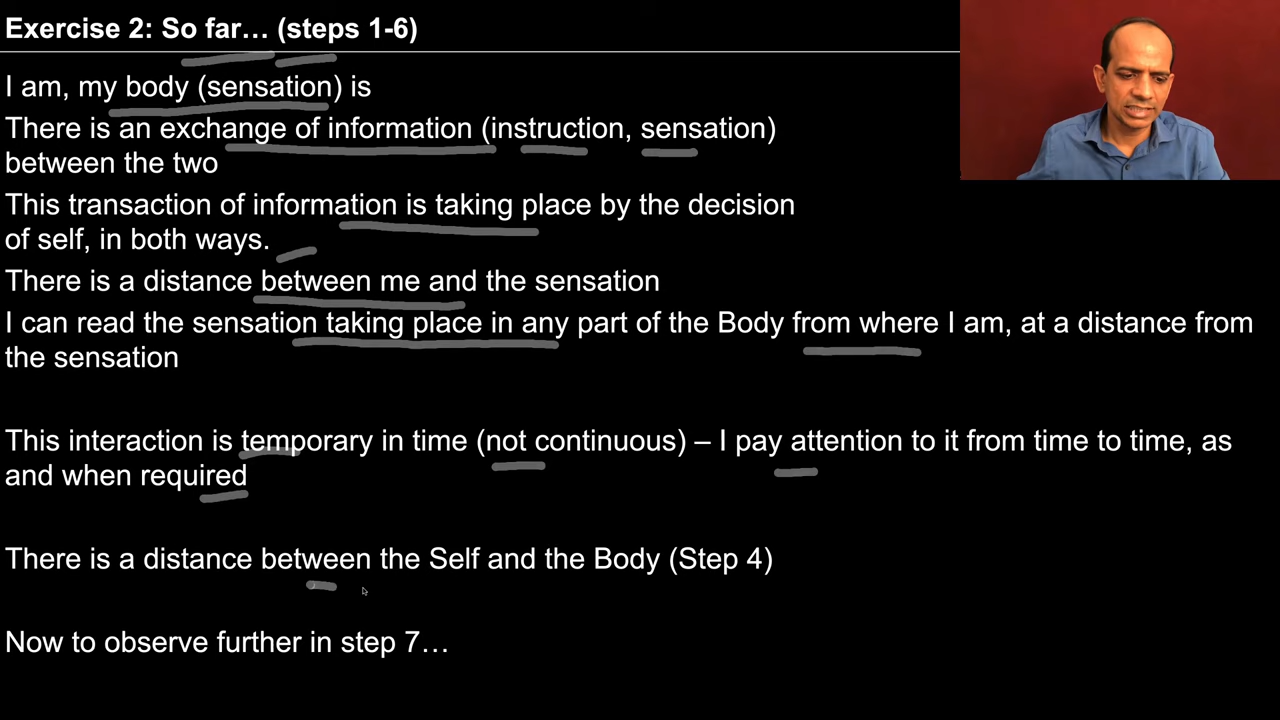 Exercise 2: So far… (steps 1-6)
I am, my body (sensation) is
There is an exchange of information (instruction, sensation)
between the two
This transaction of information is taking place by the decision
of self, in both ways.
There is a distance between me and the sensation
I can read the sensation taking place in any part of the Body from where I am, at a distance from
the sensation
This interaction is temporary in time (not continuous) – I pay attention to it from time to time, as
and when required
There is a distance between the Self and the Body (Step 4)
Now to observe further in step 7…